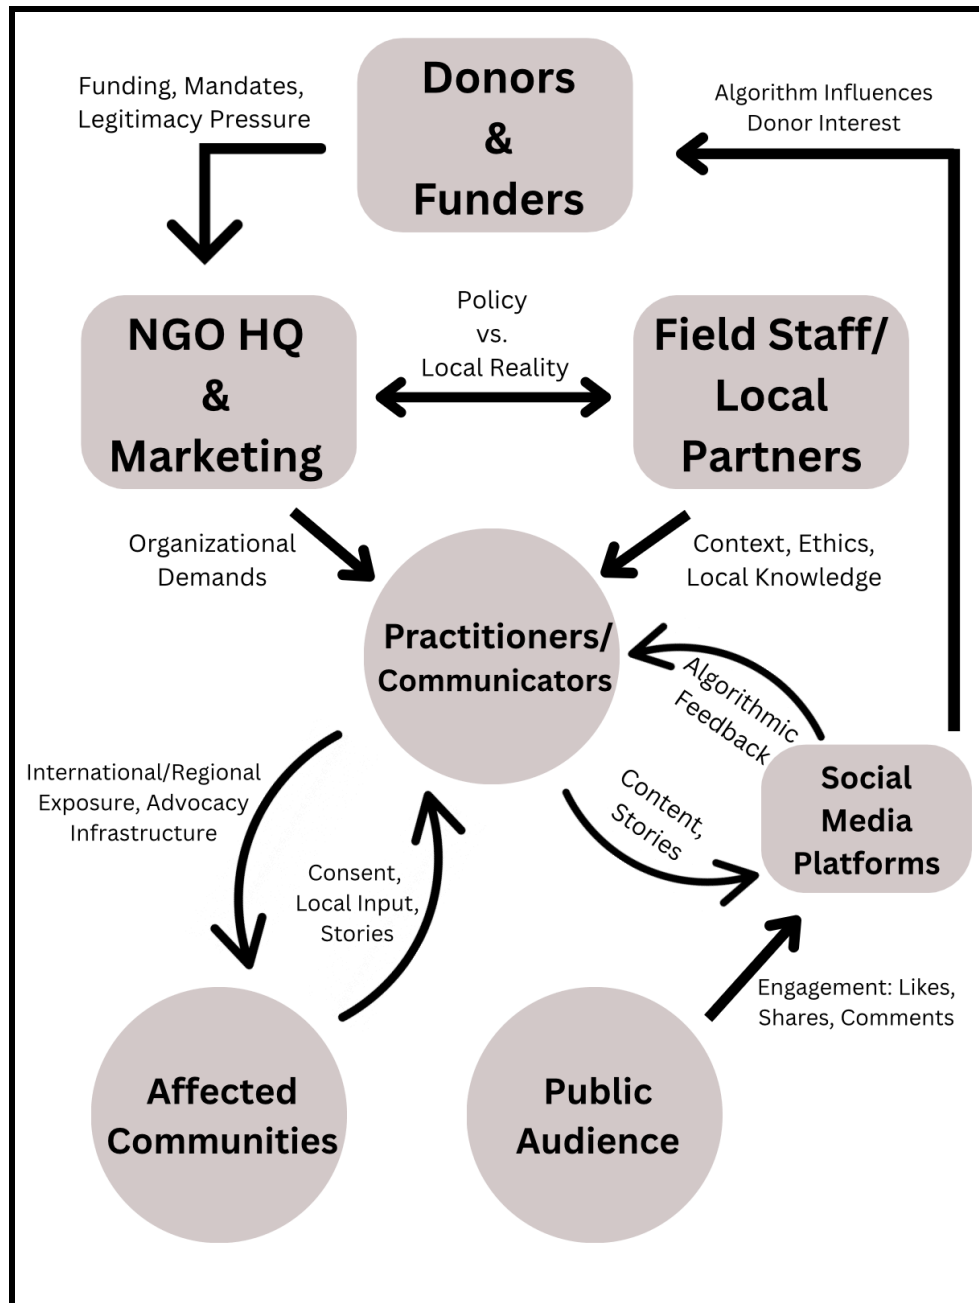 Donors
&
Funders
Funding, Mandates,
Legitimacy Pressure
Algorithm Influences
Donor Interest
NGO HQ
&
Marketing
Policy
vs.
Local Reality
Field Staff/
Local
Partners
Organizational
Demands
Context, Ethics,
Local Knowledge
Practitioners/
Communicators
Algorithmic
Feedback
Content,
Stories
Social
Media
Platforms
International/Regional
Exposure, Advocacy
Infrastructure
Consent,
Local Input,
Stories
Engagement: Likes,
Shares, Comments
Affected
Communities
Public
Audience